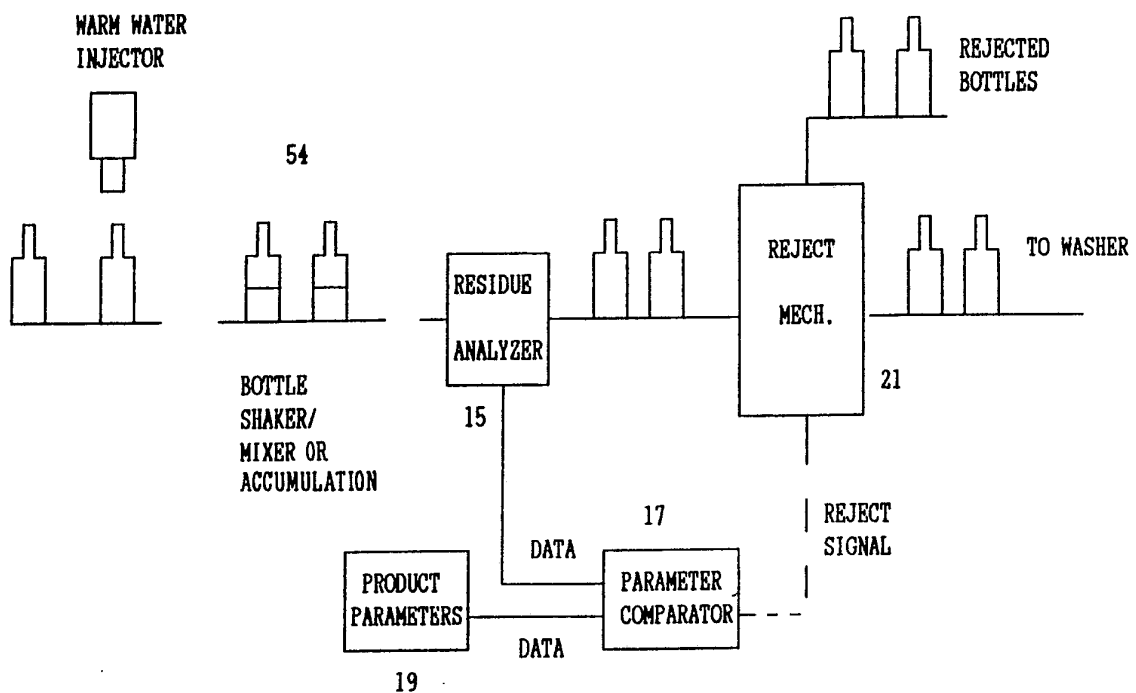 WARM WATER
INJECTOR
REJECTED
BOTTLES
54
TO WASHER
RESIDUE
ANALYZER
REJECT
MECH.
21
15
BOTTLE
SHAKER/
MIXER OR
ACCUMULATION
17
REJECT
SIGNAL
DATA
PRODUCT
PARAMETERS
PARAMETER
COMPARATOR
DATA
19